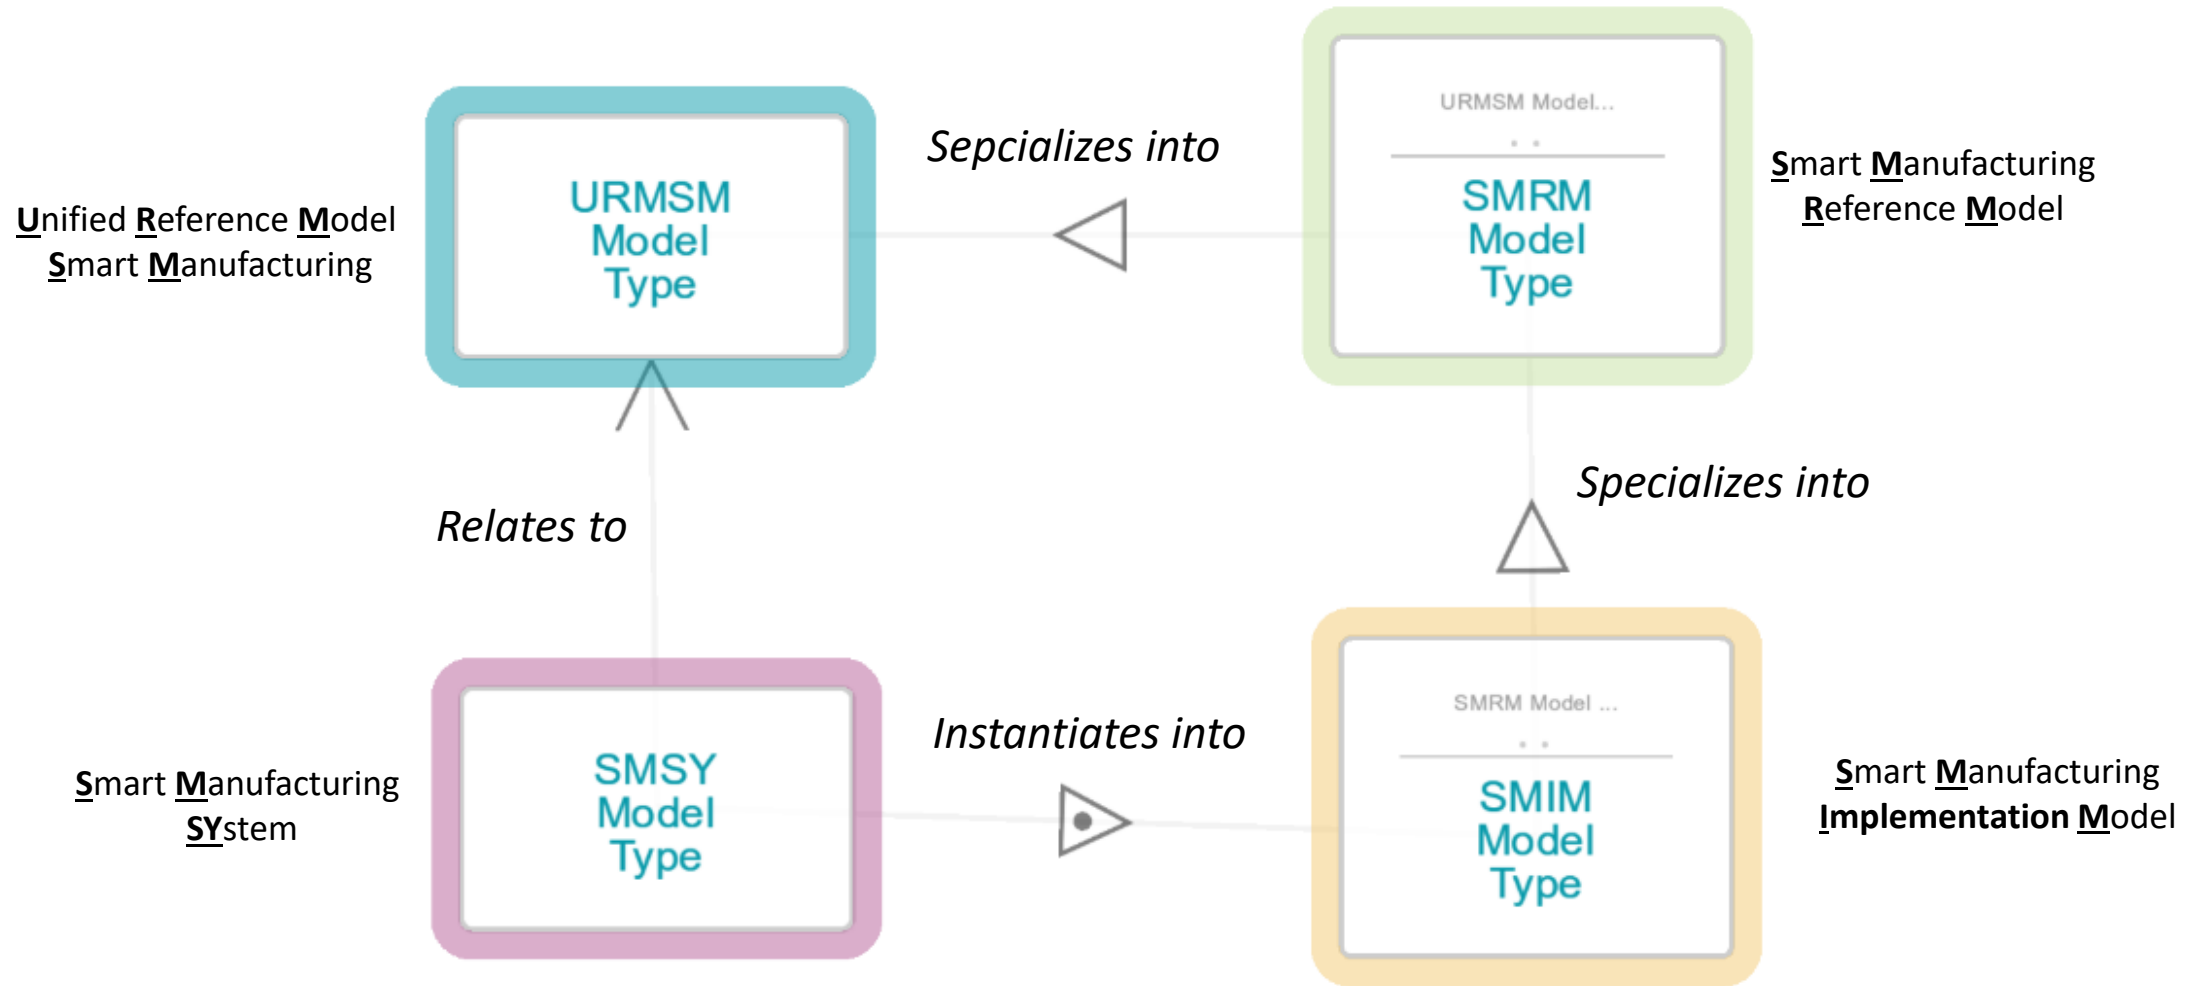 URMSM Model...
. .
Sepcializes into
Unified Reference Model
Smart Manufacturing
URMSM
Model
Type
SMRM
Model
Type
Smart Manufacturing
Reference Model
Relates to
Specializes into
Smart Manufacturing
SYstem
SMSY
Model
Type
Instantiates into
SMRM Model ...
. .
SMIM
Model
Type
Smart Manufacturing
Implementation Model